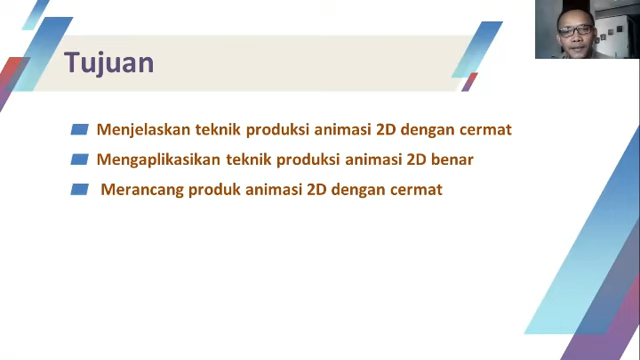 Tujuan
Menjelaskan teknik produksi animasi 2D dengan cermat
Mengaplikasikan teknik produksi animasi 2D benar
Merancang produk animasi 2D dengan cermat